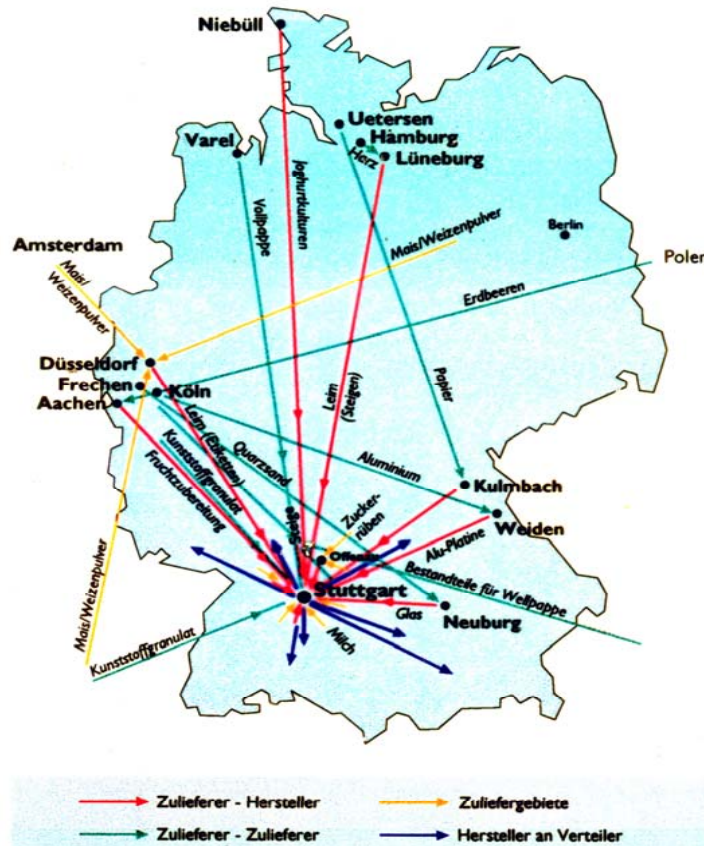 Niebüll
Uetersen
Hamburg
Harz
Lüneburg
Varel
Joghurtkulturen
Vollpappe
Berlin
Amsterdam
Mais/Weizenpulver
Polen
Mais/
Weizenpulver
Erdbeeren
Düsseldorf
Frechen
Köln
Aachen
Leim
(Steigen)
Papier
Leim (Etiketten)
Quarzsand
Kunststoffgranulat
Fruchtzubereitung
Aluminium
Kulmbach
Zucker-
rüben
Weiden
Alu-Platine
Bestandteile für Wellpappe
Stuttgart
Glas
Neuburg
Mais/Weizenpulver
Kunststoffgranulat
Milch
Zulieferer - Hersteller
Zuliefergebiete
Zulieferer - Zulieferer
Hersteller an Verteiler